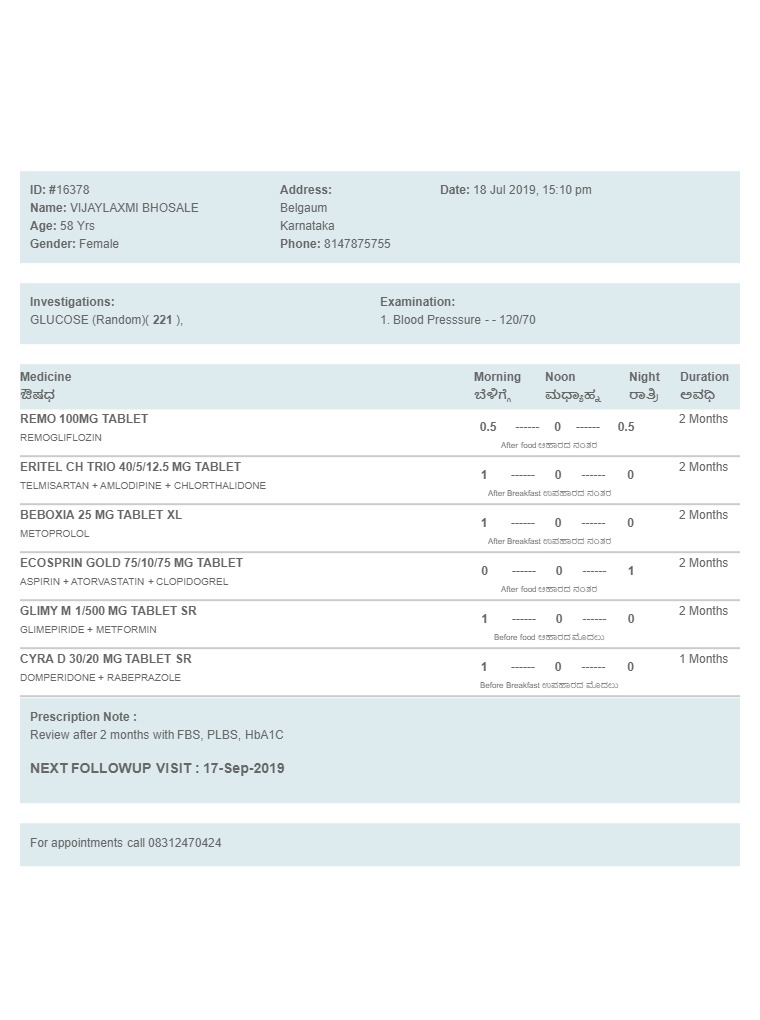 ID: #16378 Address: Date: 18 Jul 2019, 15:10 pm
Name: VIJAYLAXMI BHOSALE Belgaum
Age: 58 Yrs Karnataka
Gender: Female Phone: 8147875755
Investigations: Examination:
GLUCOSE (Random)( 221 ), 1. Blood Presssure - - 120/70
Medicine Morning Noon Night Duration
ಔಷಧ ಬೆಳಿಗ್ಗೆ ಮಧ್ಯಾಹ್ನ ರಾತ್ರಿ ಅವಧಿ
REMO 100MG TABLET 0.5 ------ 0 ------ 0.5 2 Months
REMOGLIFLOZIN After food ಆಹಾರದ ನಂತರ
ERITEL CH TRIO 40/5/12.5 MG TABLET 1 ------ 0 ------ 0 2 Months
TELMISARTAN + AMLODIPINE + CHLORTHALIDONE After Breakfast ಉಪಹಾರದ ನಂತರ
BEBOXIA 25 MG TABLET XL 1 ------ 0 ------ 0 2 Months
METOPROLOL After Breakfast ಉಪಹಾರದ ನಂತರ
ECOSPRIN GOLD 75/10/75 MG TABLET 0 ------ 0 ------ 1 2 Months
ASPIRIN + ATORVASTATIN + CLOPIDOGREL After food ಆಹಾರದ ನಂತರ
GLIMY M 1/500 MG TABLET SR 1 ------ 0 ------ 0 2 Months
GLIMEPIRIDE + METFORMIN Before food ಆಹಾರದ ಮೊದಲು
CYRA D 30/20 MG TABLET SR 1 ------ 0 ------ 0 1 Months
DOMPERIDONE + RABEPRAZOLE Before Breakfast ಉಪಹಾರದ ಮೊದಲು
Prescription Note :
Review after 2 months with FBS, PLBS, HbA1C
NEXT FOLLOWUP VISIT : 17-Sep-2019
For appointments call 08312470424